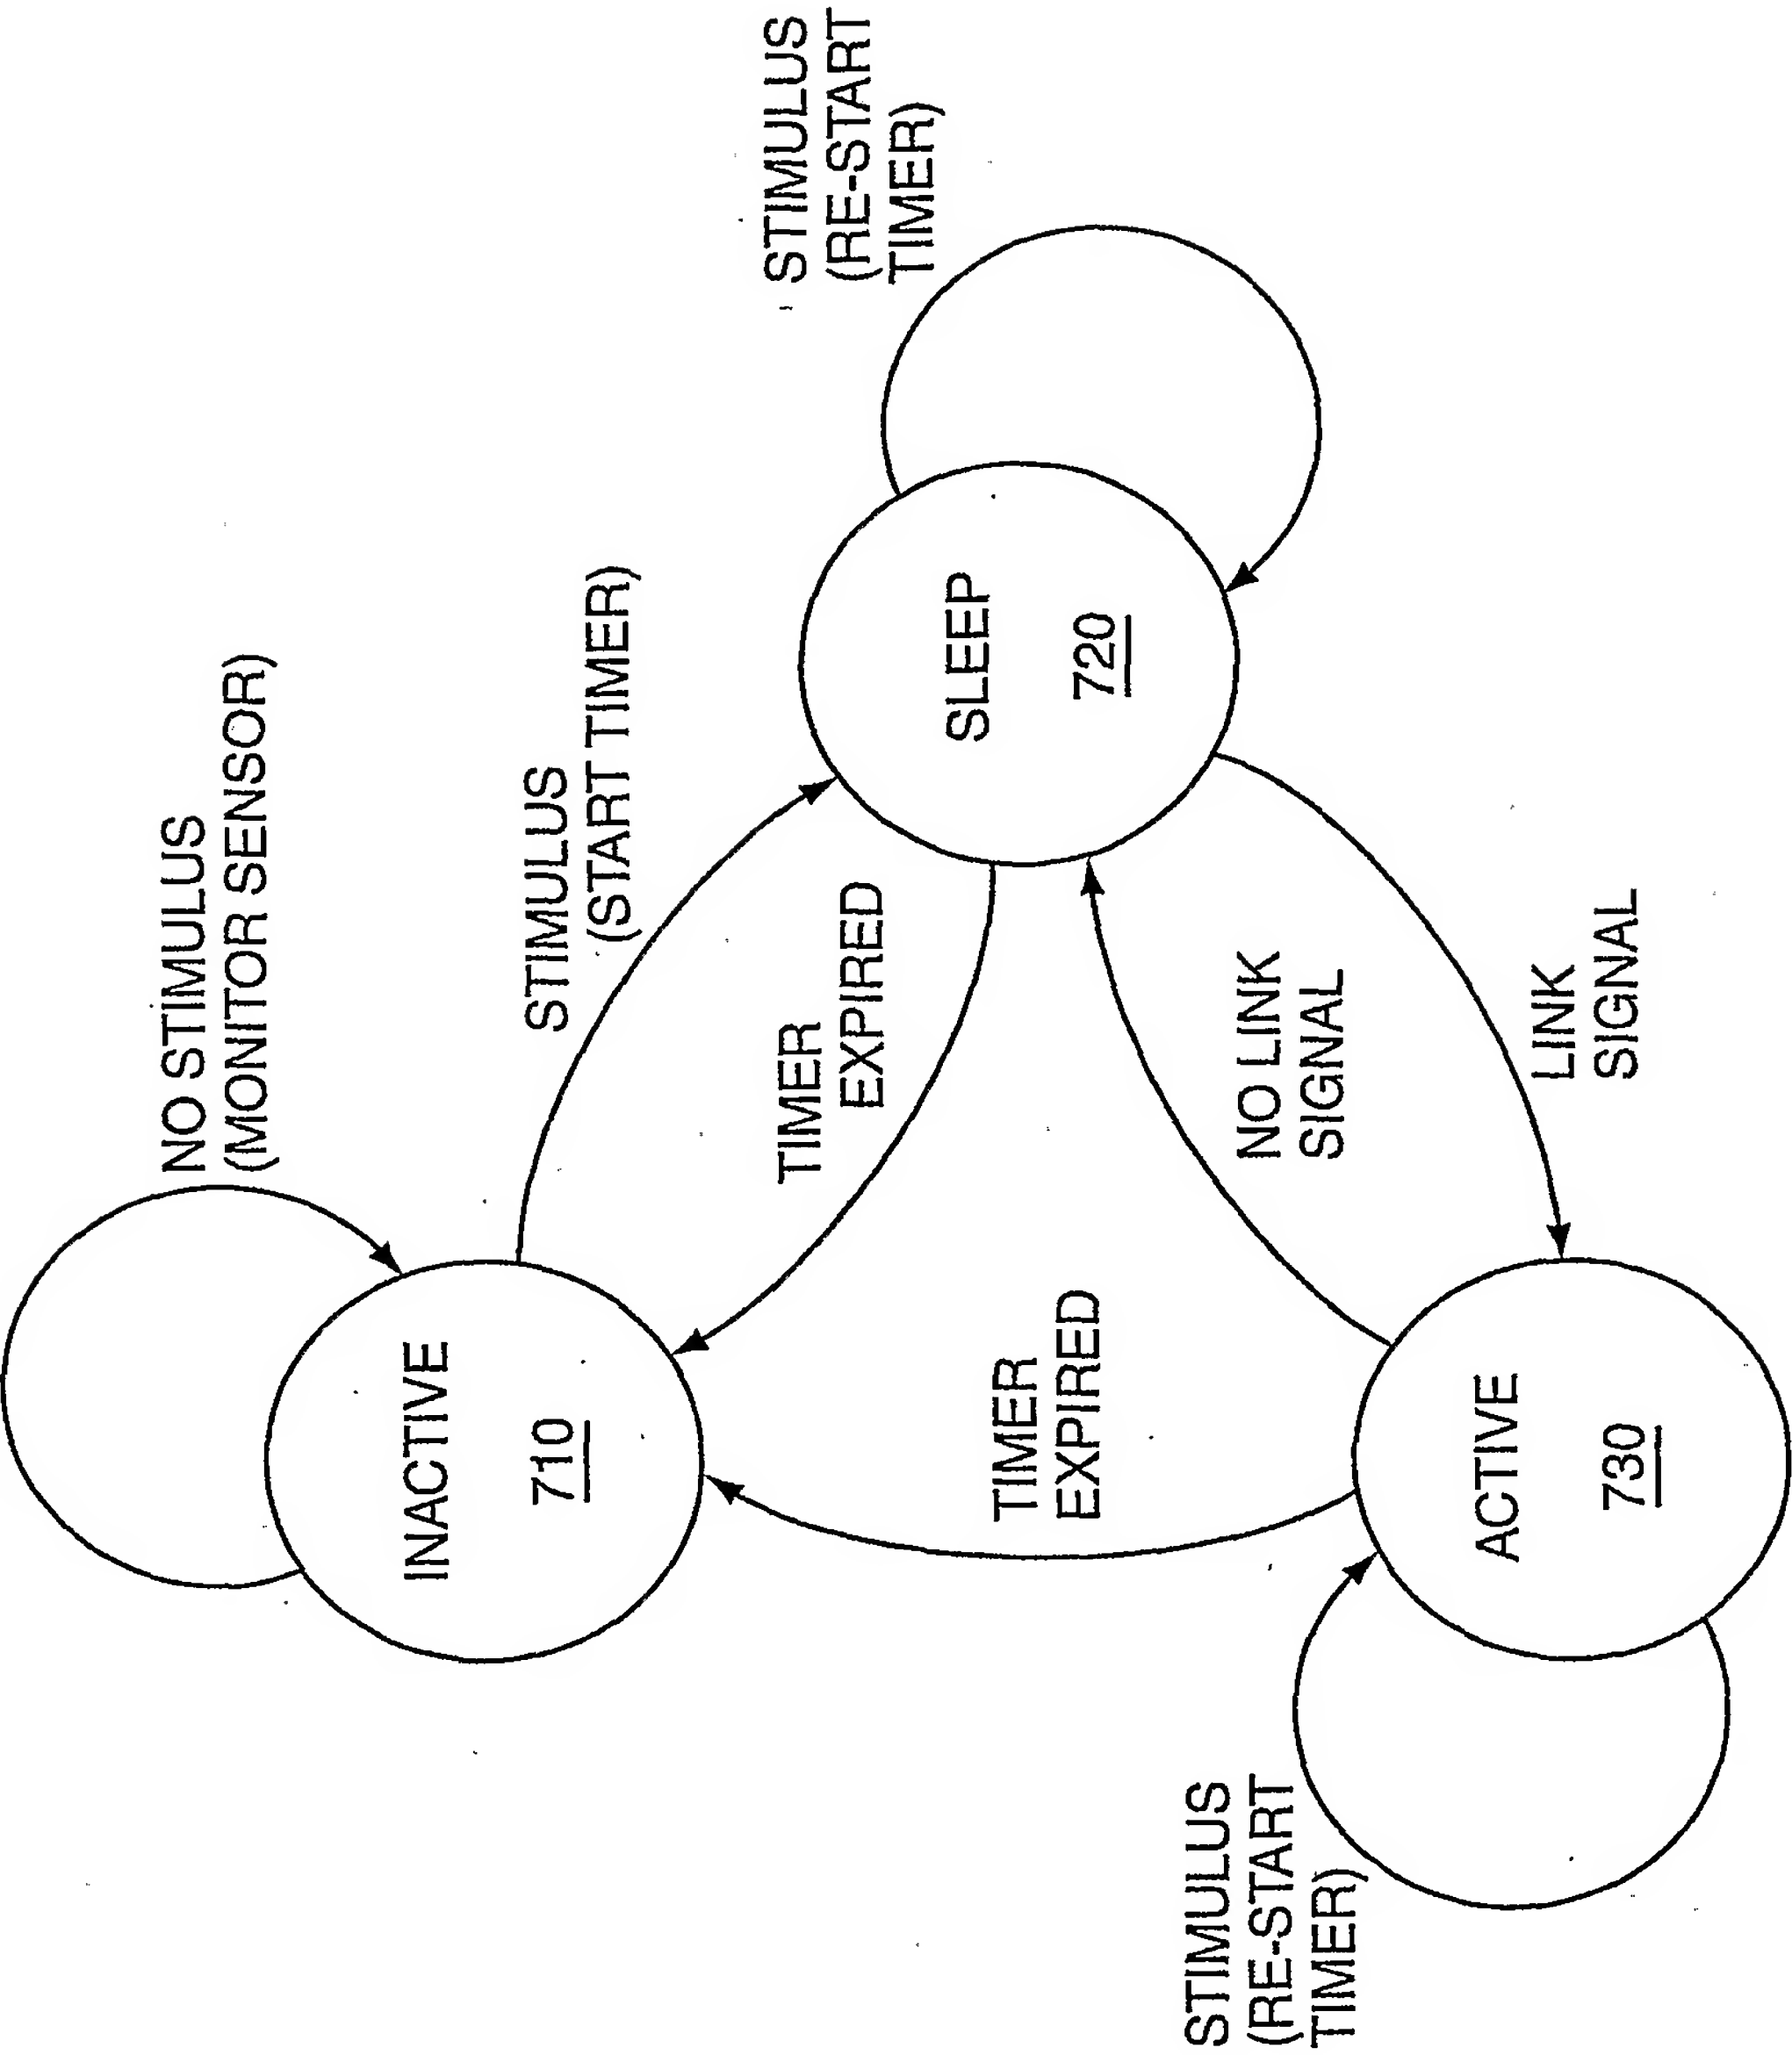 NO STIMULUS
(MONITOR SENSOR)
INACTIVE
710
STIMULUS
(START TIMER)
TIMER
EXPIRED
STIMULUS
(RE-START
TIMER)
SLEEP
720
TIMER
EXPIRED
NO LINK
SIGNAL
LINK
SIGNAL
STIMULUS
(RE-START
TIMER)
ACTIVE
730